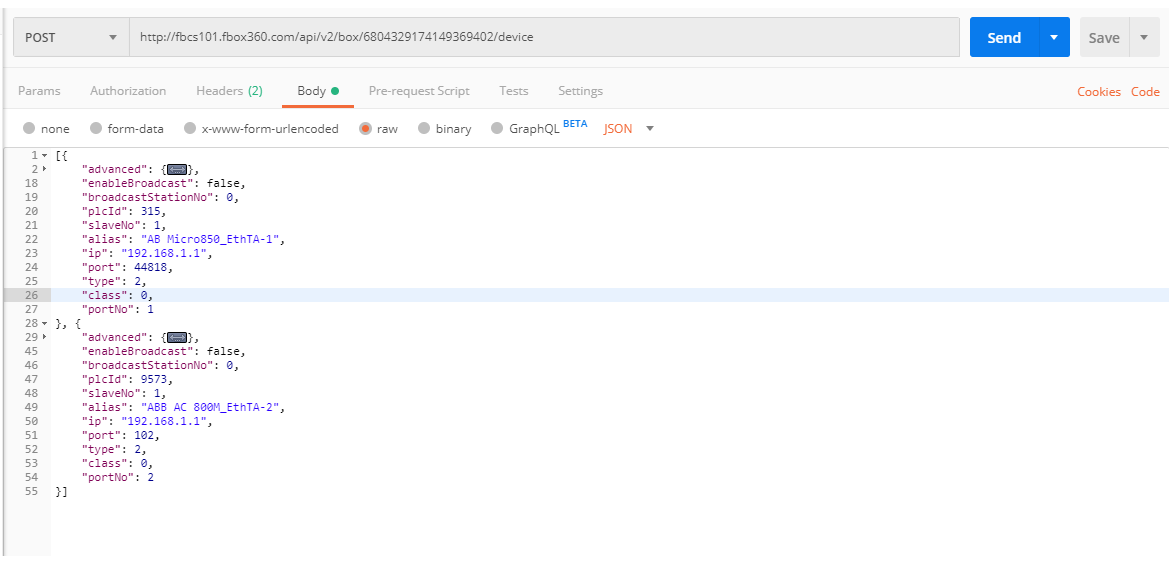 POST http://fbcs101.fbox360.com/api/v2/box/6804329174149369402/device Send Save
Params Authorization Headers (2) Body Pre-request Script Tests Settings Cookies Code
none form-data x-www-form-urlencoded raw binary GraphQL BETA JSON
1 [{
2 "advanced": {},
18 "enableBroadcast": false,
19 "broadcastStationNo": 0,
20 "plcId": 315,
21 "slaveNo": 1,
22 "alias": "AB Micro850_EthTA-1",
23 "ip": "192.168.1.1",
24 "port": 44818,
25 "type": 2,
26 "class": 0,
27 "portNo": 1
28 }, {
29 "advanced": {},
45 "enableBroadcast": false,
46 "broadcastStationNo": 0,
47 "plcId": 9573,
48 "slaveNo": 1,
49 "alias": "ABB AC 800M_EthTA-2",
50 "ip": "192.168.1.1",
51 "port": 102,
52 "type": 2,
53 "class": 0,
54 "portNo": 2
55 }]